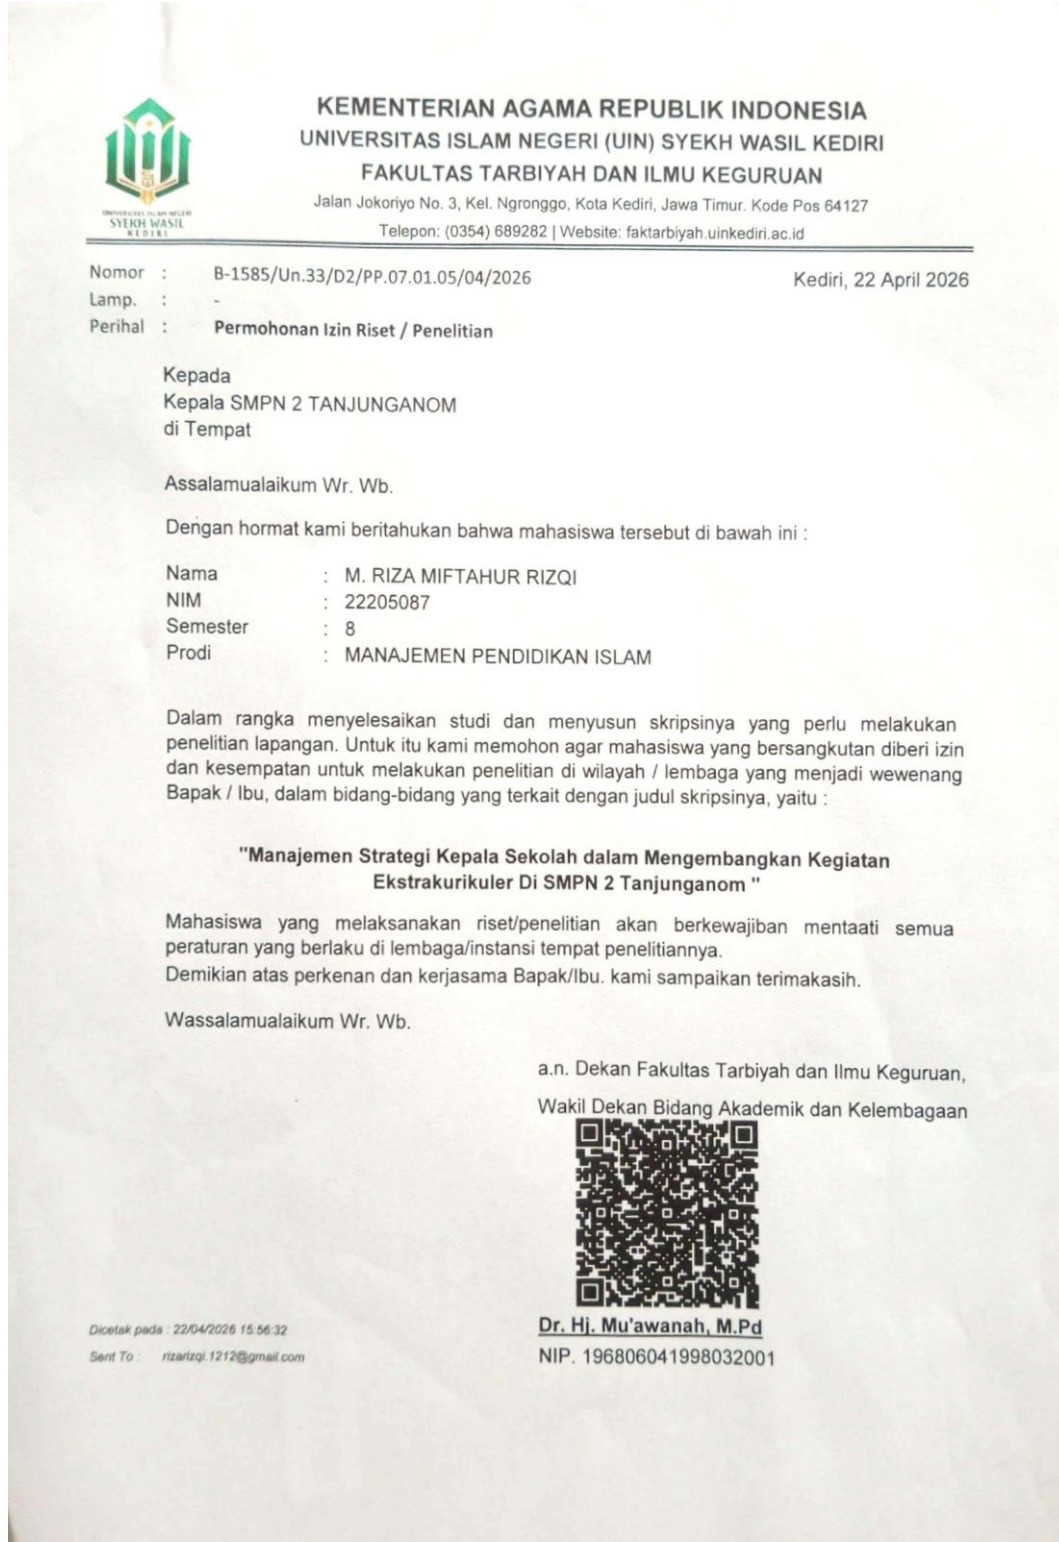 KEMENTERIAN AGAMA REPUBLIK INDONESIA
UNIVERSITAS ISLAM NEGERI (UIN) SYEKH WASIL KEDIRI
FAKULTAS TARBIYAH DAN ILMU KEGURUAN
Jalan Jokoriyo No. 3, Kel. Ngronggo, Kota Kediri, Jawa Timur. Kode Pos 64127
Telepon: (0354) 689282 | Website: faktarbiyah.uinkediri.ac.id
UNIVERSITAS ISLAM NEGERI
SYEKH WASIL
KEDIRI
Nomor : B-1585/Un.33/D2/PP.07.01.05/04/2026 Kediri, 22 April 2026
Lamp. : -
Perihal : Permohonan Izin Riset / Penelitian
Kepada
Kepala SMPN 2 TANJUNGANOM
di Tempat
Assalamualaikum Wr. Wb.
Dengan hormat kami beritahukan bahwa mahasiswa tersebut di bawah ini :
Nama : M. RIZA MIFTAHUR RIZQI
NIM : 22205087
Semester : 8
Prodi : MANAJEMEN PENDIDIKAN ISLAM
Dalam rangka menyelesaikan studi dan menyusun skripsinya yang perlu melakukan
penelitian lapangan. Untuk itu kami memohon agar mahasiswa yang bersangkutan diberi izin
dan kesempatan untuk melakukan penelitian di wilayah / lembaga yang menjadi wewenang
Bapak / Ibu, dalam bidang-bidang yang terkait dengan judul skripsinya, yaitu :
"Manajemen Strategi Kepala Sekolah dalam Mengembangkan Kegiatan
Ekstrakurikuler Di SMPN 2 Tanjunganom "
Mahasiswa yang melaksanakan riset/penelitian akan berkewajiban mentaati semua
peraturan yang berlaku di lembaga/instansi tempat penelitiannya.
Demikian atas perkenan dan kerjasama Bapak/Ibu. kami sampaikan terimakasih.
Wassalamualaikum Wr. Wb.
a.n. Dekan Fakultas Tarbiyah dan Ilmu Keguruan,
Wakil Dekan Bidang Akademik dan Kelembagaan
Dr. Hj. Mu'awanah, M.Pd
NIP. 196806041998032001
Dicetak pada : 22/04/2026 15:56:32
Sent To : rizarizqi.1212@gmail.com